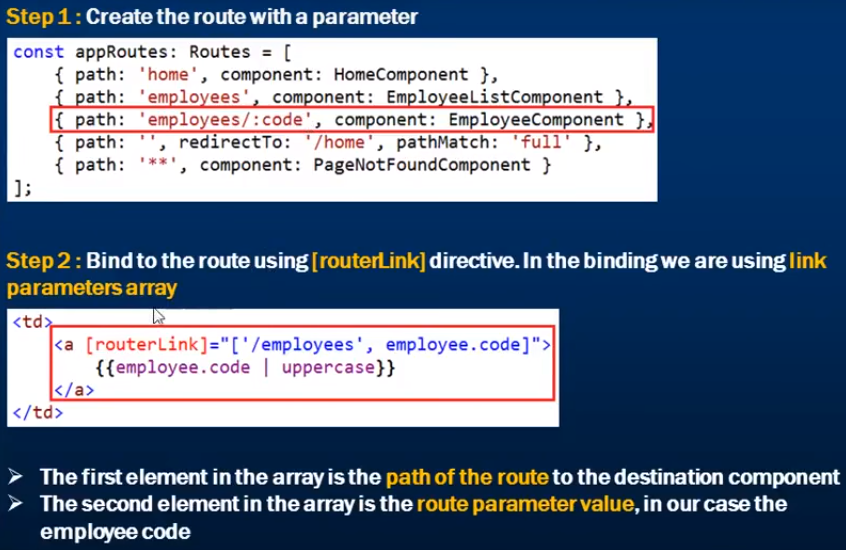 Step 1 : Create the route with a parameter
const appRoutes: Routes = [
    { path: 'home', component: HomeComponent },
    { path: 'employees', component: EmployeeListComponent },
    { path: 'employees/:code', component: EmployeeComponent },
    { path: '', redirectTo: '/home', pathMatch: 'full' },
    { path: '**', component: PageNotFoundComponent }
];
Step 2 : Bind to the route using [routerLink] directive. In the binding we are using link
parameters array
<td>
    <a [routerLink]="['/employees', employee.code]">
        {{employee.code | uppercase}}
    </a>
</td>
➢ The first element in the array is the path of the route to the destination component
➢ The second element in the array is the route parameter value, in our case the
employee code